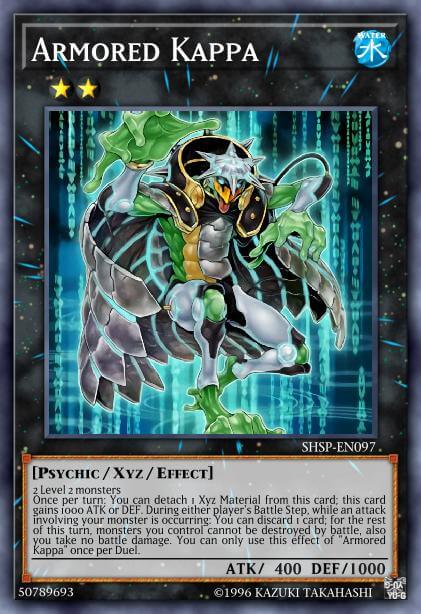 Armored Kappa
WATER
水
SHSP-EN097
[Psychic / Xyz / Effect]
2 Level 2 monsters
Once per turn: You can detach 1 Xyz Material from this card; this card
gains 1000 ATK or DEF. During either player's Battle Step, while an attack
involving your monster is occurring: You can discard 1 card; for the rest
of this turn, monsters you control cannot be destroyed by battle, also
you take no battle damage. You can only use this effect of "Armored
Kappa" once per Duel.
ATK/ 400 DEF/1000
50789693
©1996 KAZUKI TAKAHASHI